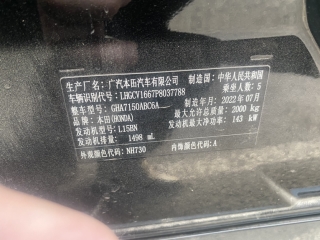 生产厂名：广汽本田汽车有限公司 制造国：中华人民共和国
车辆识别代号：LHGCV1667P8037788 乘坐人数：5
整车型号：GHA7150ABC6A 制造年月：2022年07月
品牌：本田(HONDA) 最大允许总质量：2000 kg
发动机型号：L15BN 发动机最大净功率：143 kW
发动机排量：1498 mL
外观颜色代码：NH730 内饰颜色代码：A